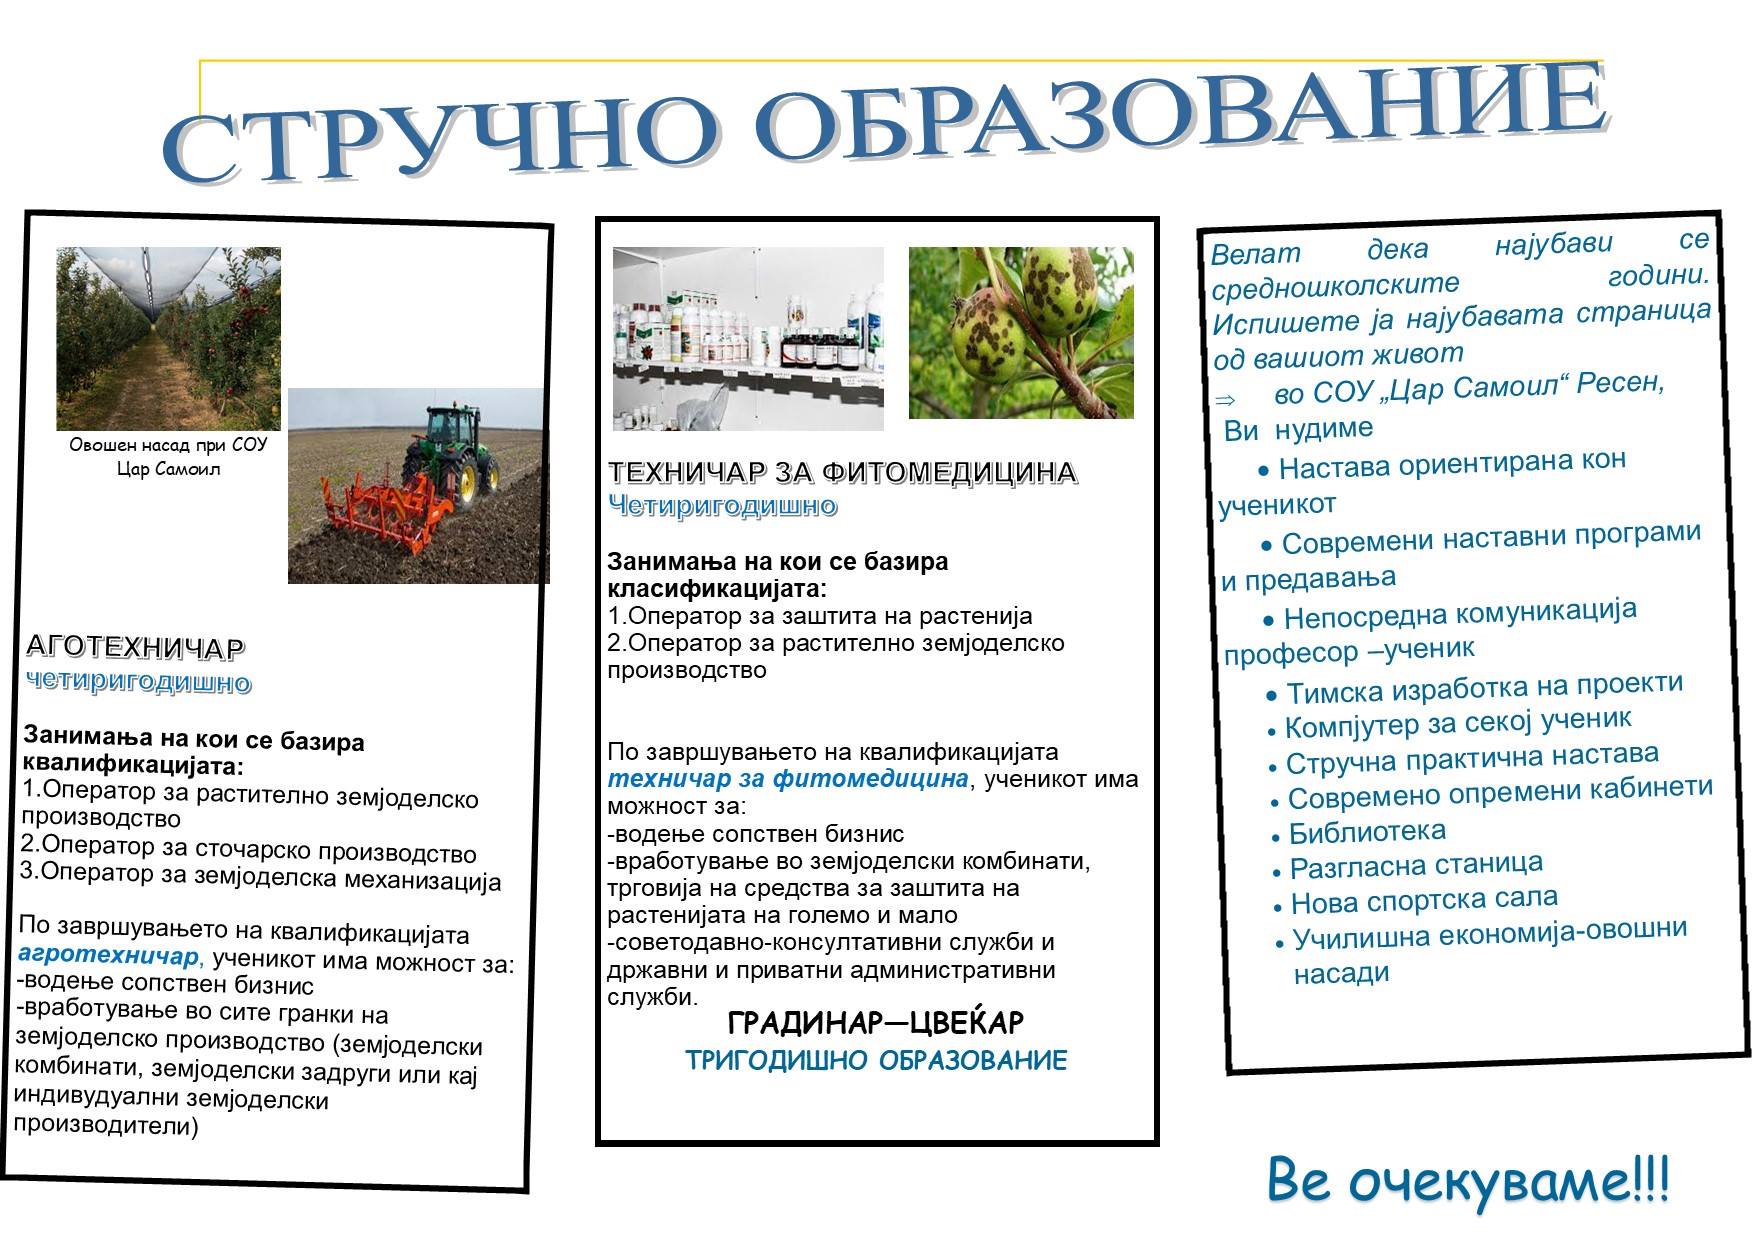 СТРУЧНО ОБРАЗОВАНИЕ
Овошен насад при СОУ
Цар Самоил
АГОТЕХНИЧАР
четиригодишно
Занимања на кои се базира
квалификацијата:
1.Оператор за растително земјоделско
производство
2.Оператор за сточарско производство
3.Оператор за земјоделска механизација
По завршувањето на квалификацијата
агротехничар, ученикот има можност за:
-водење сопствен бизнис
-вработување во сите гранки на
земјоделско производство (земјоделски
комбинати, земјоделски задруги или кај
индивудуални земјоделски
производители)
ТЕХНИЧАР ЗА ФИТОМЕДИЦИНА
Четиригодишно
Занимања на кои се базира
класификацијата:
1.Оператор за заштита на растенија
2.Оператор за растително земјоделско
производство
По завршувањето на квалификацијата
техничар за фитомедицина, ученикот има
можност за:
-водење сопствен бизнис
-вработување во земјоделски комбинати,
трговија на средства за заштита на
растенијата на големо и мало
-советодавно-консултативни служби и
државни и приватни административни
служби.
ГРАДИНАР—ЦВЕЌАР
ТРИГОДИШНО ОБРАЗОВАНИЕ
Велат дека најубави се
средношколските години.
Испишете ја најубавата страница
од вашиот живот
⇒ во СОУ „Цар Самоил“ Ресен,
Ви нудиме
• Настава ориентирана кон
ученикот
• Современи наставни програми
и предавања
• Непосредна комуникација
професор –ученик
• Тимска изработка на проекти
• Компјутер за секој ученик
• Стручна практична настава
• Современо опремени кабинети
• Библиотека
• Разгласна станица
• Нова спортска сала
• Училишна економија-овошни
насади
Ве очекуваме!!!